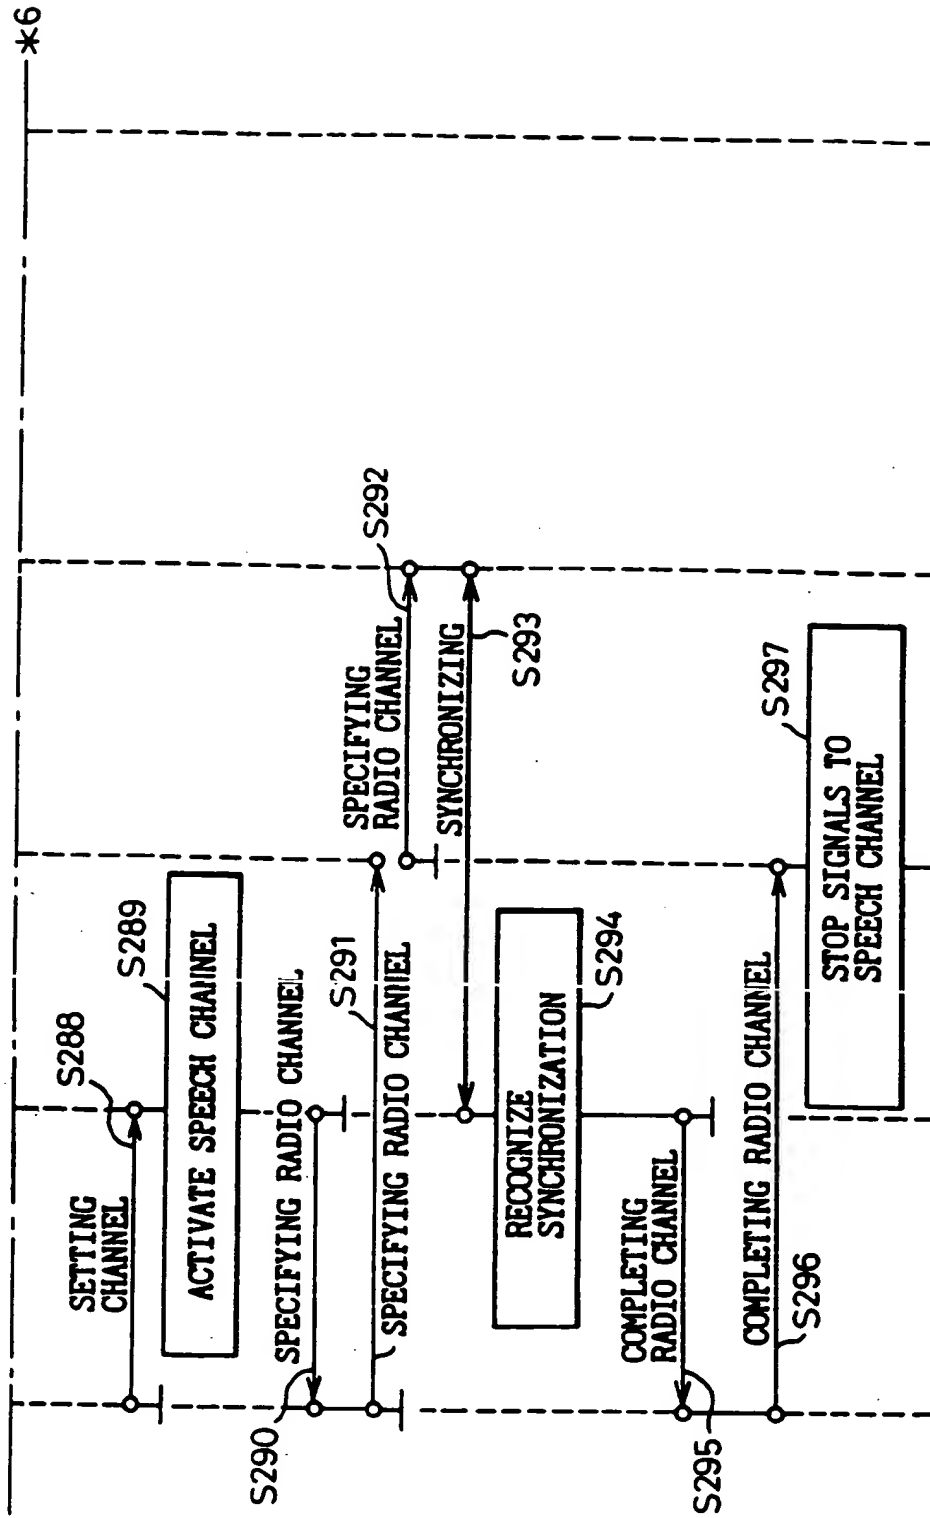 *6
SETTING
CHANNEL
S288
S289
ACTIVATE SPEECH CHANNEL
S290
SPECIFYING RADIO CHANNEL
SPECIFYING RADIO CHANNEL
S291
SPECIFYING
RADIO CHANNEL
S292
SYNCHRONIZING
S293
RECOGNIZE
SYNCHRONIZATION
S294
COMPLETING
RADIO CHANNEL
S295
COMPLETING RADIO CHANNEL
S296
S297
STOP SIGNALS TO
SPEECH CHANNEL